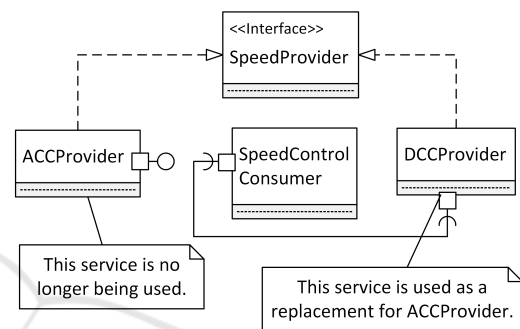 <<Interface>>
SpeedProvider
ACCProvider
SpeedControl
Consumer
DCCProvider
This service is no
longer being used.
This service is used as a
replacement for ACCProvider.